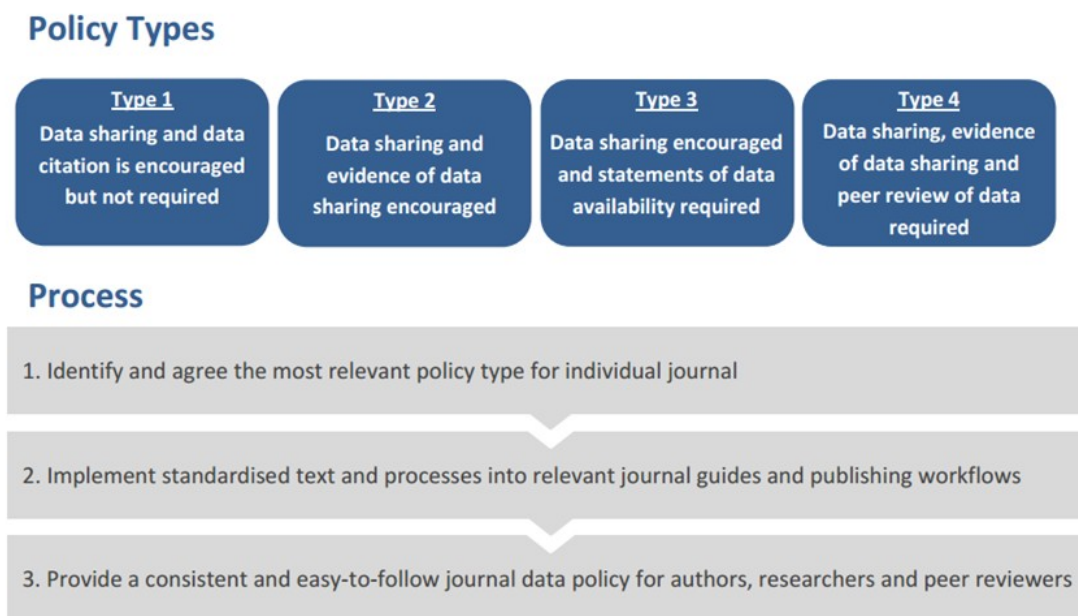 Policy Types
Type 1
Data sharing and data
citation is encouraged
but not required
Type 2
Data sharing and
evidence of data
sharing encouraged
Type 3
Data sharing encouraged
and statements of data
availability required
Type 4
Data sharing, evidence
of data sharing and
peer review of data
required
Process
1. Identify and agree the most relevant policy type for individual journal
2. Implement standardised text and processes into relevant journal guides and publishing workflows
3. Provide a consistent and easy-to-follow journal data policy for authors, researchers and peer reviewers